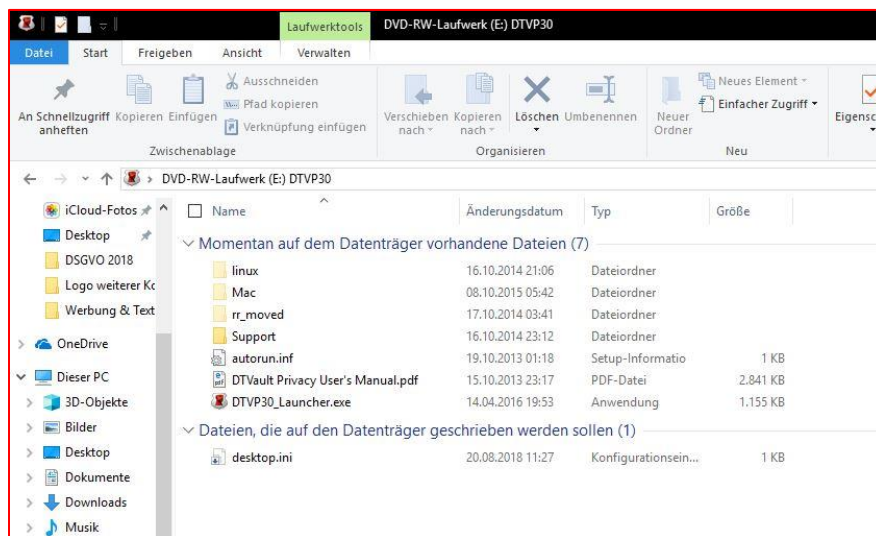 Laufwerktools DVD-RW-Laufwerk (E:) DTVP30
Datei Start Freigeben Ansicht Verwalten
An Schnellzugriff anheften
Kopieren
Einfügen
Ausschneiden
Pfad kopieren
Verknüpfung einfügen
Zwischenablage
Verschieben nach
Kopieren nach
Löschen
Umbenennen
Organisieren
Neuer Ordner
Neues Element
Einfacher Zugriff
Neu
Eigensc
DVD-RW-Laufwerk (E:) DTVP30
iCloud-Fotos
Desktop
DSGVO 2018
Logo weiterer Kc
Werbung & Text
OneDrive
Dieser PC
3D-Objekte
Bilder
Desktop
Dokumente
Downloads
Musik
Name Änderungsdatum Typ Größe
Momentan auf dem Datenträger vorhandene Dateien (7)
linux 16.10.2014 21:06 Dateiordner
Mac 08.10.2015 05:42 Dateiordner
rr_moved 17.10.2014 03:41 Dateiordner
Support 16.10.2014 23:12 Dateiordner
autorun.inf 19.10.2013 01:18 Setup-Informatio 1 KB
DTVault Privacy User's Manual.pdf 15.10.2013 23:17 PDF-Datei 2.841 KB
DTVP30_Launcher.exe 14.04.2016 19:53 Anwendung 1.155 KB
Dateien, die auf den Datenträger geschrieben werden sollen (1)
desktop.ini 20.08.2018 11:27 Konfigurationsein... 1 KB